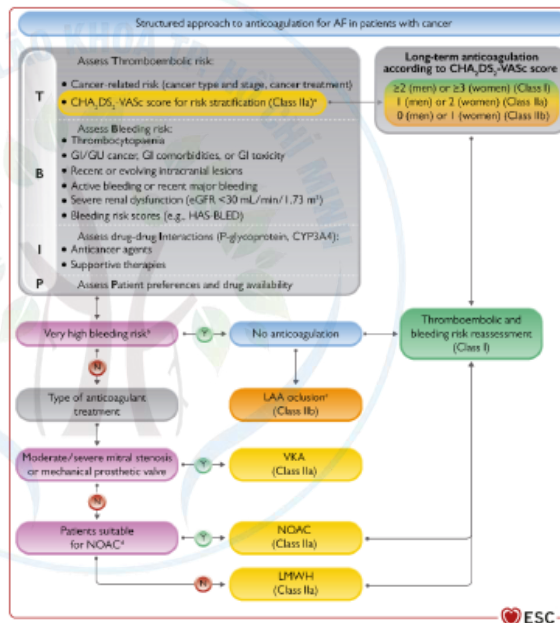 Structured approach to anticoagulation for AF in patients with cancer
Assess Thromboembolic risk:
T
• Cancer-related risk (cancer type and stage, cancer treatment)
• CHA₂DS₂-VASc score for risk stratification (Class IIa)ᵃ
Long-term anticoagulation
according to CHA₂DS₂-VASc score
≥2 (men) or ≥3 (women) (Class I)
1 (men) or 2 (women) (Class IIa)
0 (men) or 1 (women) (Class IIb)
Assess Bleeding risk:
B
• Thrombocytopaenia
• GI/GU cancer, GI comorbidities, or GI toxicity
• Recent or evolving intracranial lesions
• Active bleeding or recent major bleeding
• Severe renal dysfunction (eGFR <30 mL/min/1.73 m²)
• Bleeding risk scores (e.g., HAS-BLED)
Assess drug-drug Interactions (P-glycoprotein, CYP3A4):
I
• Anticancer agents
• Supportive therapies
P
Assess Patient preferences and drug availability
Very high bleeding riskᵇ
Y
No anticoagulation
Thromboembolic and
bleeding risk reassessment
(Class I)
N
Type of anticoagulant
treatment
LAA oclusionᶜ
(Class IIb)
Moderate/severe mitral stenosis
or mechanical prosthetic valve
Y
VKA
(Class IIa)
N
Patients suitable
for NOACᵈ
Y
NOAC
(Class IIa)
N
LMWH
(Class IIa)
ESC